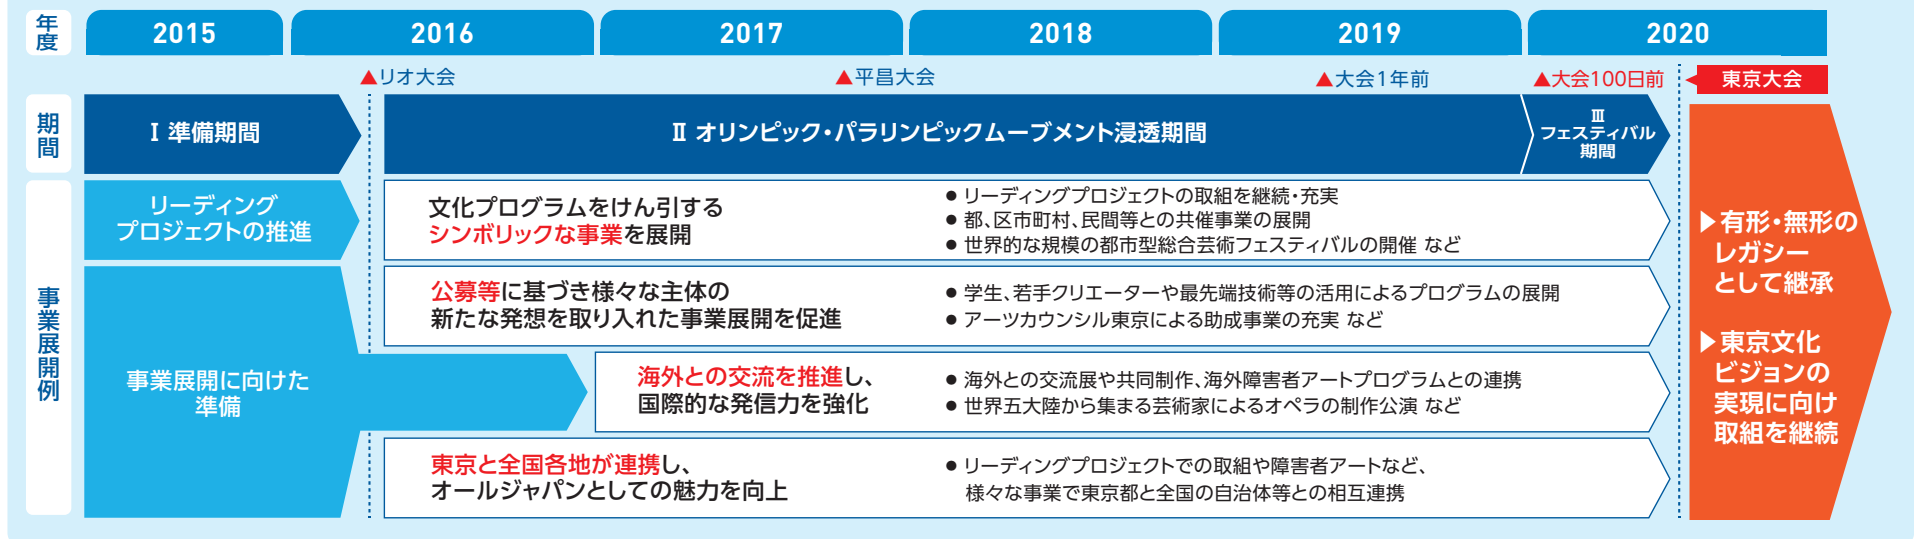 年度
2015
2016
2017
2018
2019
2020
▲リオ大会
▲平昌大会
▲大会1年前
▲大会100日前
東京大会
期間
Ⅰ 準備期間
Ⅱ オリンピック・パラリンピックムーブメント浸透期間
Ⅲ
フェスティバル
期間
事業展開例
リーディング
プロジェクトの推進
文化プログラムをけん引する
シンボリックな事業を展開
● リーディングプロジェクトの取組を継続・充実
● 都、区市町村、民間等との共催事業の展開
● 世界的な規模の都市型総合芸術フェスティバルの開催 など
事業展開に向けた
準備
公募等に基づき様々な主体の
新たな発想を取り入れた事業展開を促進
● 学生、若手クリエーターや最先端技術等の活用によるプログラムの展開
● アーツカウンシル東京による助成事業の充実 など
海外との交流を推進し、
国際的な発信力を強化
● 海外との交流展や共同制作、海外障害者アートプログラムとの連携
● 世界五大陸から集まる芸術家によるオペラの制作公演 など
東京と全国各地が連携し、
オールジャパンとしての魅力を向上
● リーディングプロジェクトでの取組や障害者アートなど、
様々な事業で東京都と全国の自治体等との相互連携
▶有形・無形の
レガシー
として継承
▶東京文化
ビジョンの
実現に向け
取組を継続